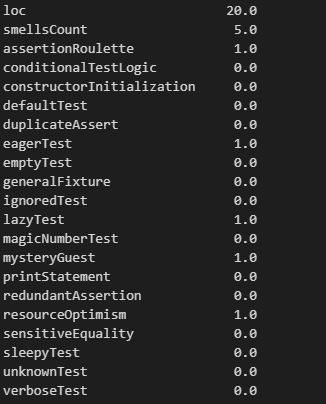 loc 20.0
smellsCount 5.0
assertionRoulette 1.0
conditionalTestLogic 0.0
constructorInitialization 0.0
defaultTest 0.0
duplicateAssert 0.0
eagerTest 1.0
emptyTest 0.0
generalFixture 0.0
ignoredTest 0.0
lazyTest 1.0
magicNumberTest 0.0
mysteryGuest 1.0
printStatement 0.0
redundantAssertion 0.0
resourceOptimism 1.0
sensitiveEquality 0.0
sleepyTest 0.0
unknownTest 0.0
verboseTest 0.0